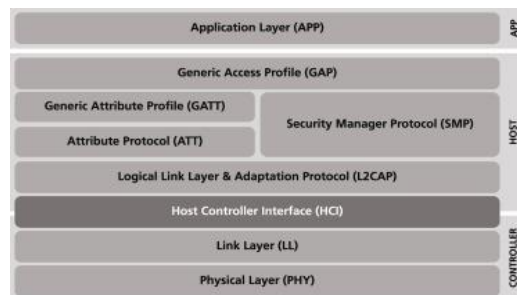 Application Layer (APP)
APP
Generic Access Profile (GAP)
Generic Attribute Profile (GATT)
Security Manager Protocol (SMP)
Attribute Protocol (ATT)
Logical Link Layer & Adaptation Protocol (L2CAP)
HOST
Host Controller Interface (HCI)
Link Layer (LL)
Physical Layer (PHY)
CONTROLLER